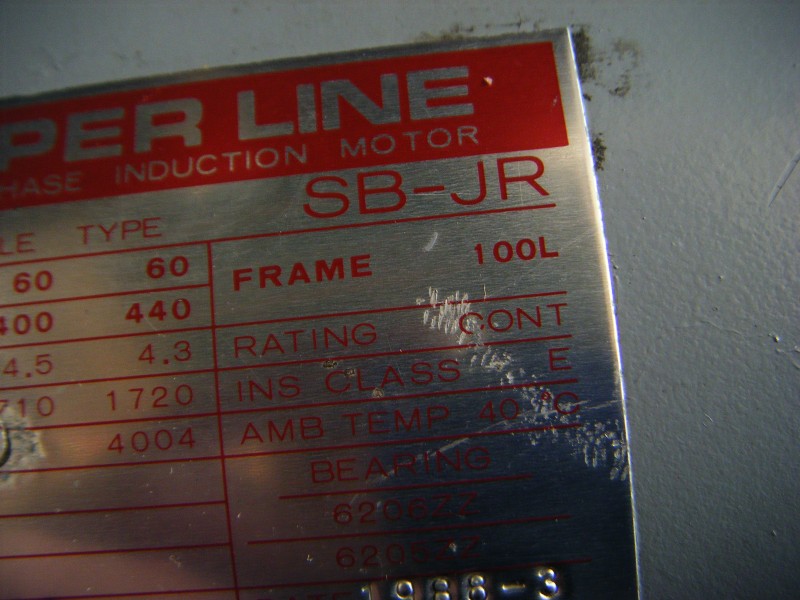 PER LINE
HASE INDUCTION MOTOR
SB-JR
LE TYPE
60 60 FRAME 100L
400 440
4.5 4.3 RATING CONT
710 1720 INS CLASS E
4004 AMB TEMP 40 °C
BEARING
6206ZZ
6205ZZ
1988-3